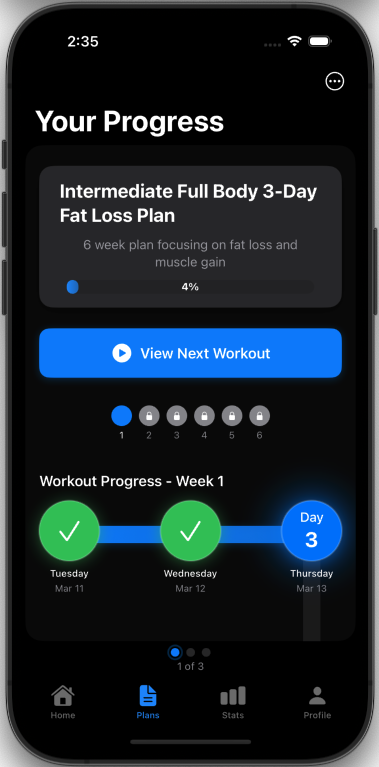 2:35
Your Progress
Intermediate Full Body 3-Day
Fat Loss Plan
6 week plan focusing on fat loss and
muscle gain
4%
View Next Workout
1 2 3 4 5 6
Workout Progress - Week 1
Day
3
Tuesday Wednesday Thursday
Mar 11 Mar 12 Mar 13
1 of 3
Home Plans Stats Profile